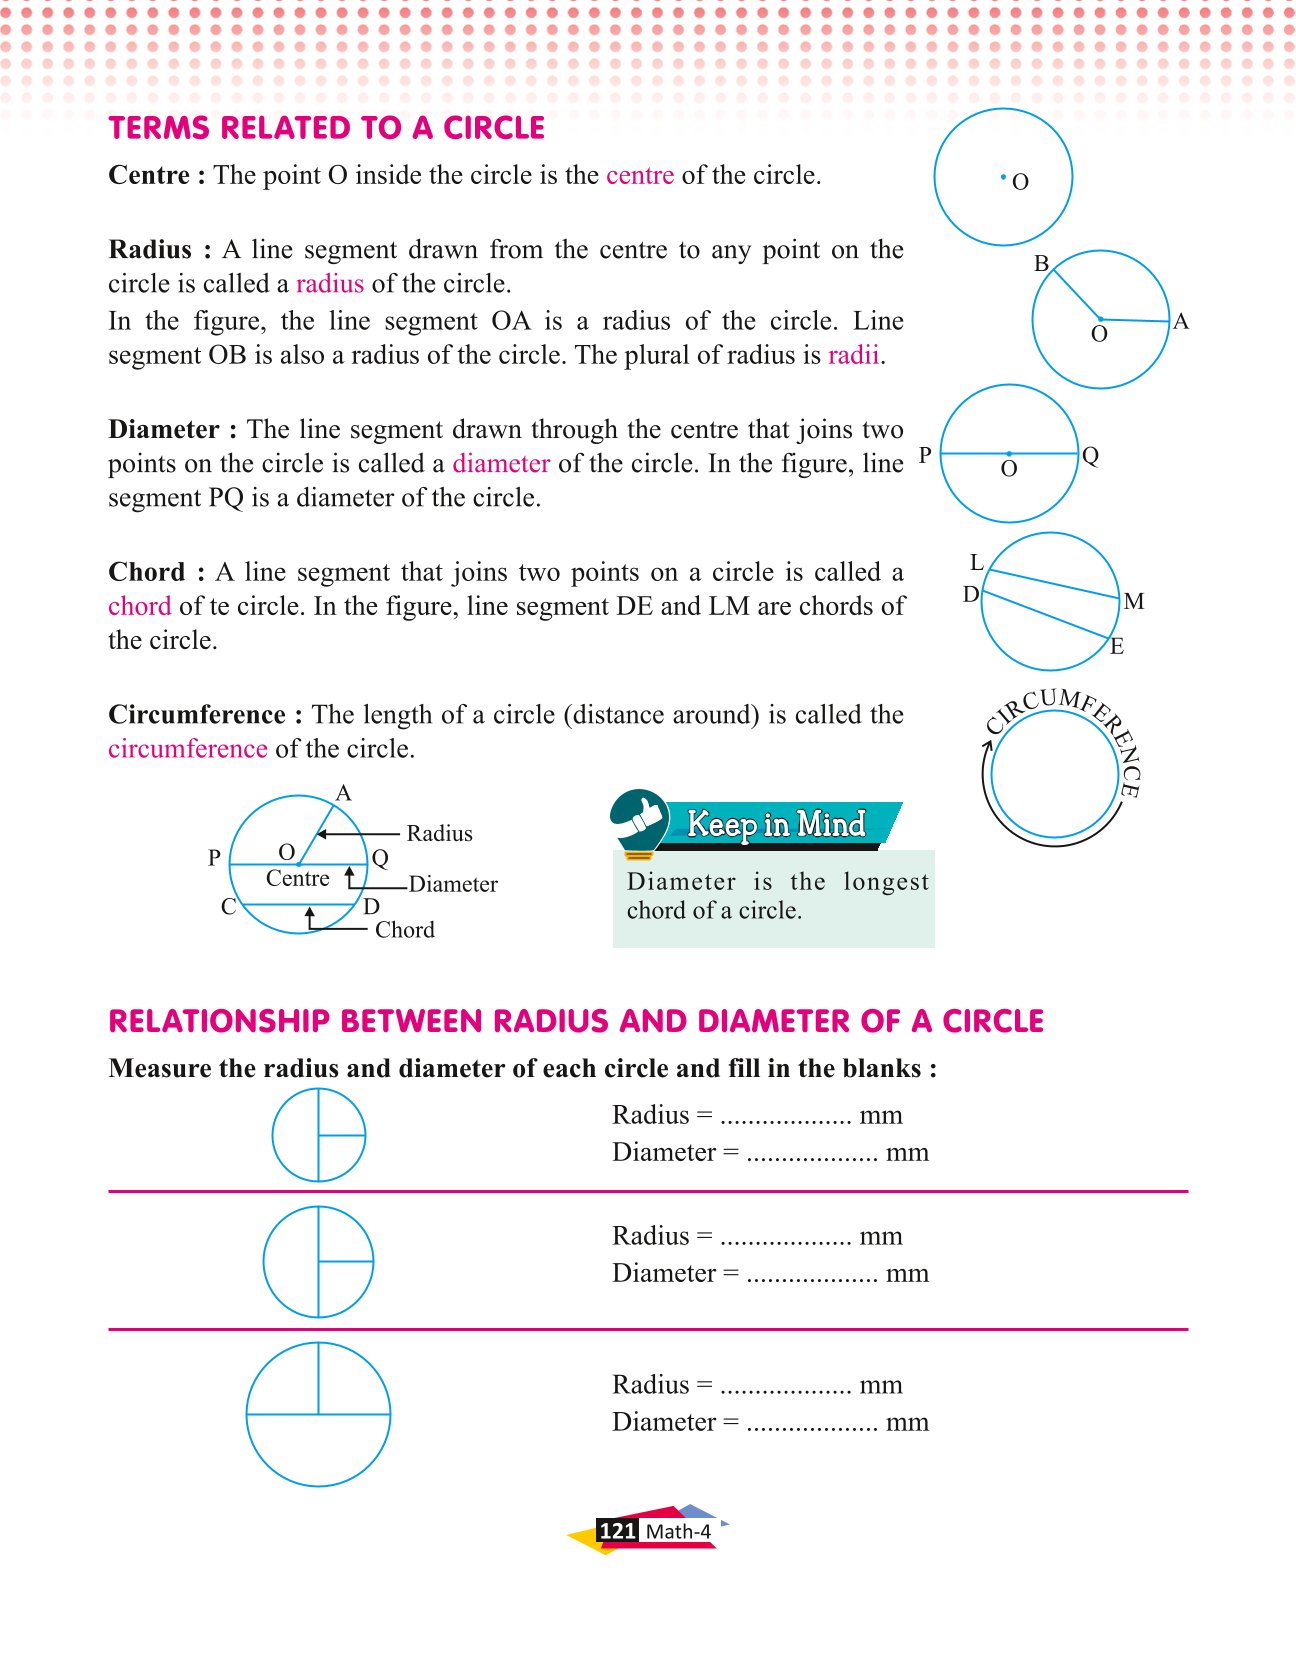 TERMS RELATED TO A CIRCLE
Centre : The point O inside the circle is the centre of the circle.
O
Radius : A line segment drawn from the centre to any point on the
circle is called a radius of the circle.
In the figure, the line segment OA is a radius of the circle. Line
segment OB is also a radius of the circle. The plural of radius is radii.
B
O
A
Diameter : The line segment drawn through the centre that joins two
points on the circle is called a diameter of the circle. In the figure, line
segment PQ is a diameter of the circle.
P
O
Q
Chord : A line segment that joins two points on a circle is called a
chord of te circle. In the figure, line segment DE and LM are chords of
the circle.
L
D
M
E
Circumference : The length of a circle (distance around) is called the
circumference of the circle.
CIRCUMFERENCE
A
Radius
P
O
Q
Centre
Diameter
C
D
Chord
Keep in Mind
Diameter is the longest
chord of a circle.
RELATIONSHIP BETWEEN RADIUS AND DIAMETER OF A CIRCLE
Measure the radius and diameter of each circle and fill in the blanks :
Radius = ................... mm
Diameter = ................... mm
Radius = ................... mm
Diameter = ................... mm
Radius = ................... mm
Diameter = ................... mm
121 Math-4